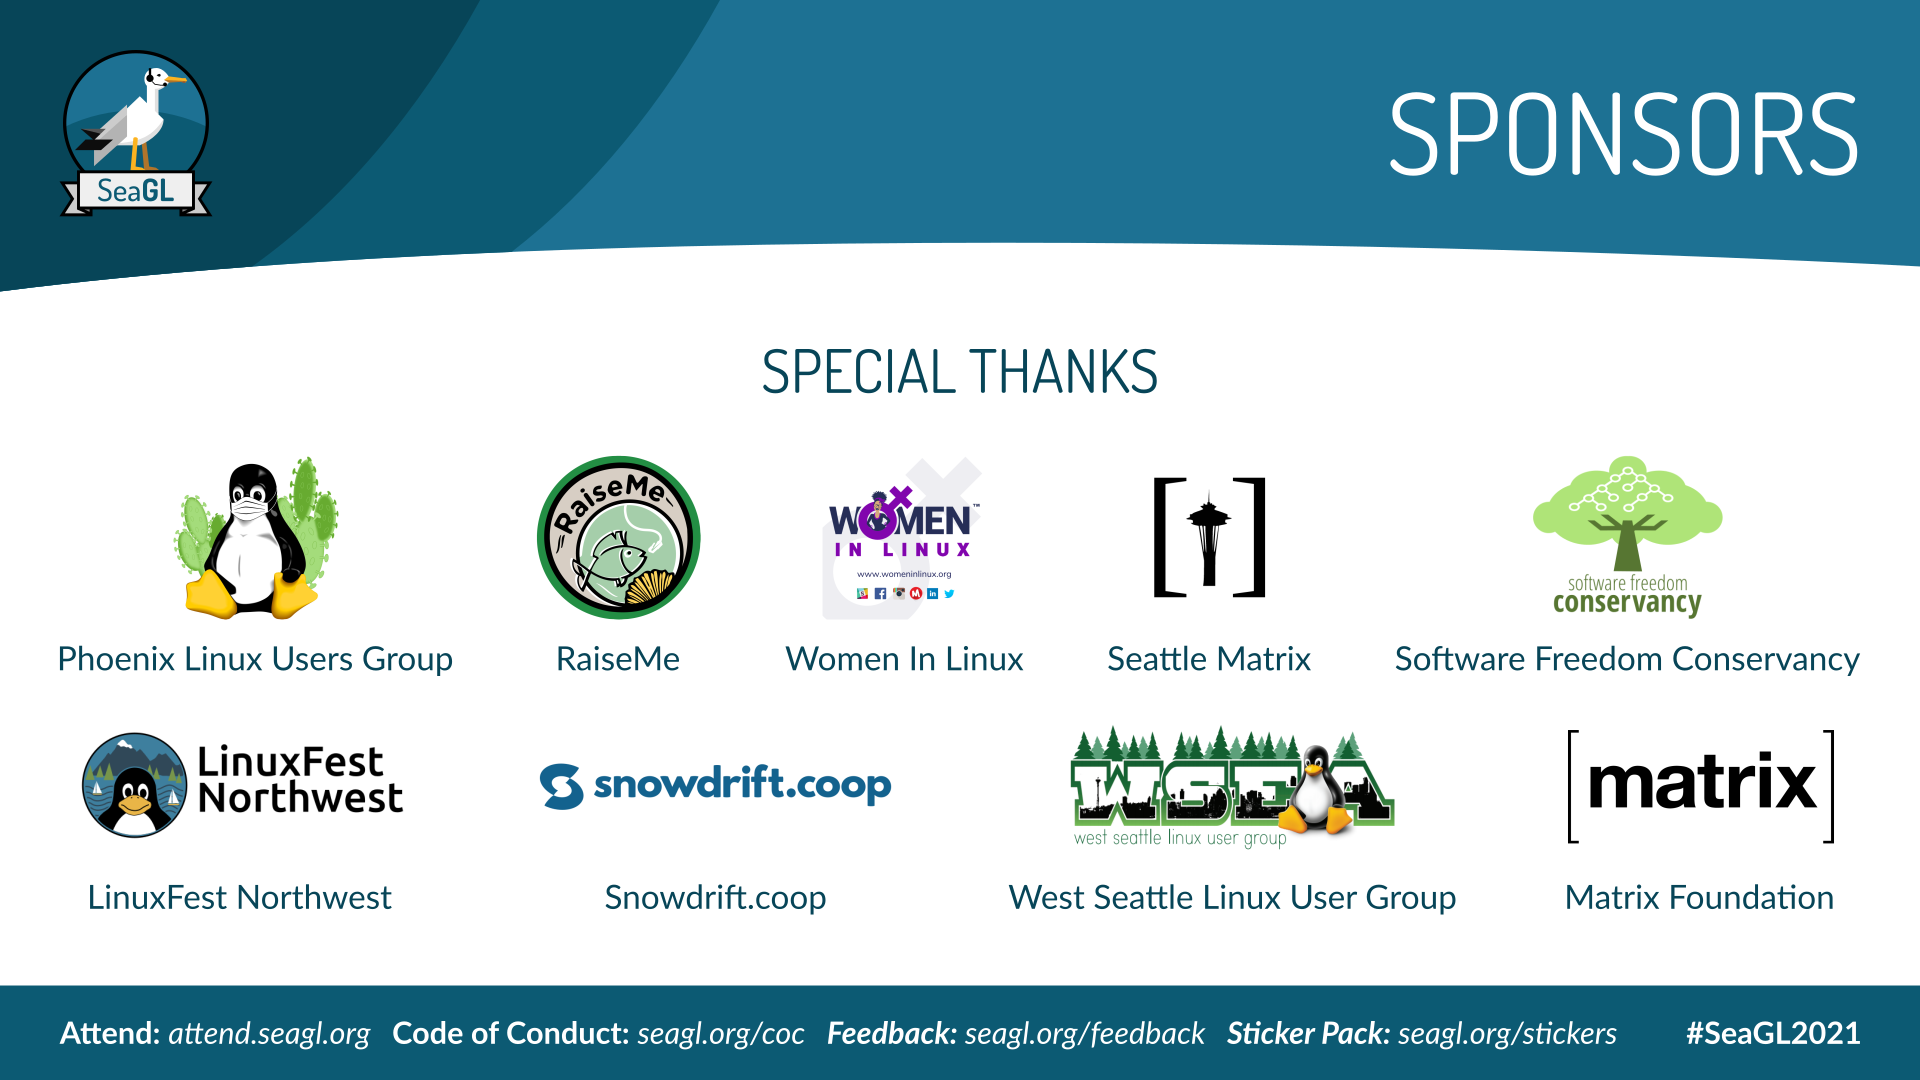 SeaGL
SPONSORS
SPECIAL THANKS
RaiseMe
WOMEN™
IN LINUX
www.womeninlinux.org
software freedom
conservancy
Phoenix Linux Users Group
RaiseMe
Women In Linux
Seattle Matrix
Software Freedom Conservancy
LinuxFest
Northwest
snowdrift.coop
WSEA
west seattle linux user group
[matrix]
LinuxFest Northwest
Snowdrift.coop
West Seattle Linux User Group
Matrix Foundation
Attend: attend.seagl.org Code of Conduct: seagl.org/coc Feedback: seagl.org/feedback Sticker Pack: seagl.org/stickers #SeaGL2021